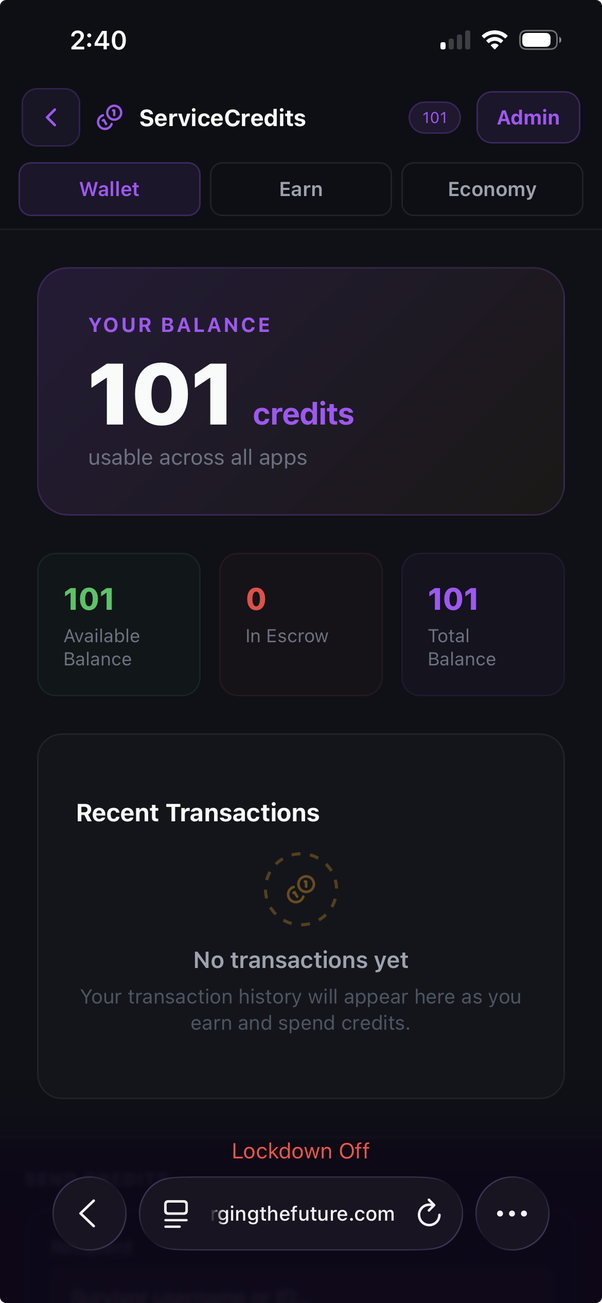 2:40
ServiceCredits
101
Admin
Wallet
Earn
Economy
YOUR BALANCE
101 credits
usable across all apps
101
Available
Balance
0
In Escrow
101
Total
Balance
Recent Transactions
No transactions yet
Your transaction history will appear here as you
earn and spend credits.
Lockdown Off
rgingthefuture.com